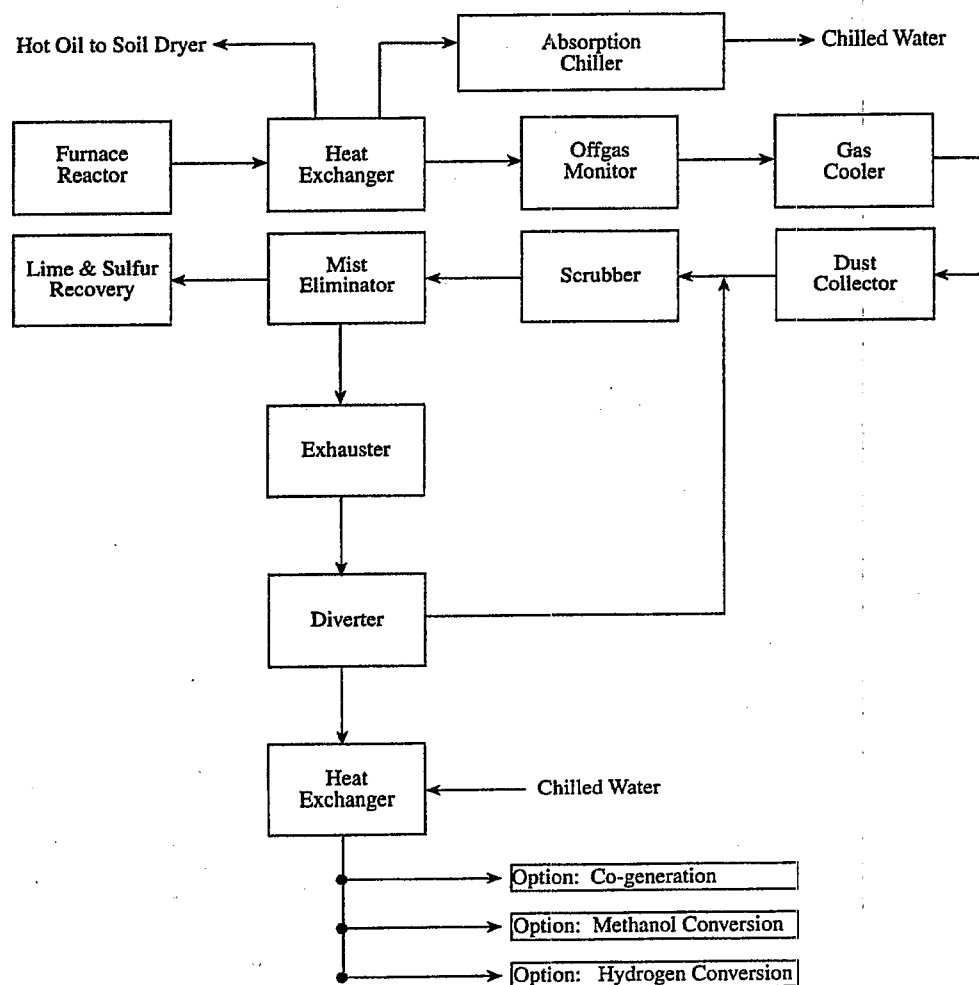 Hot Oil to Soil Dryer
Absorption
Chiller
Chilled Water
Furnace
Reactor
Heat
Exchanger
Offgas
Monitor
Gas
Cooler
Lime & Sulfur
Recovery
Mist
Eliminator
Scrubber
Dust
Collector
Exhauster
Diverter
Heat
Exchanger
Chilled Water
Option: Co-generation
Option: Methanol Conversion
Option: Hydrogen Conversion